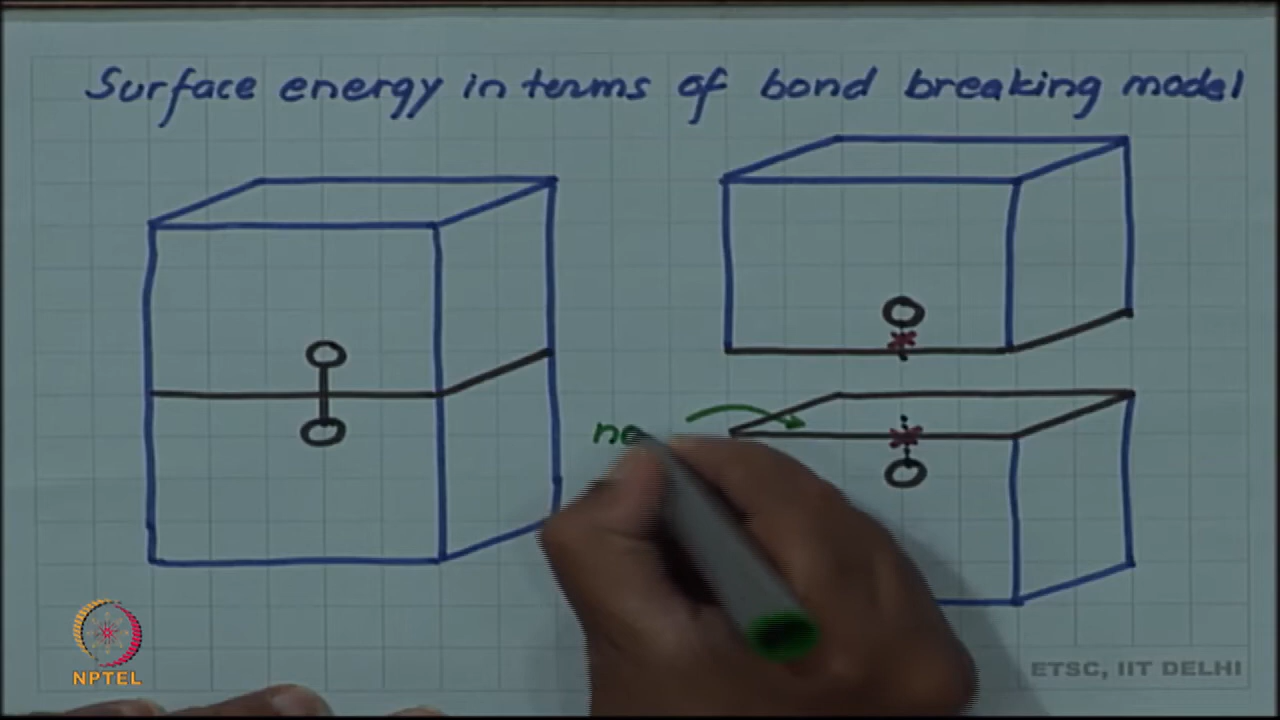 Surface energy in terms of bond breaking model
NPTEL
ETSC, IIT DELHI